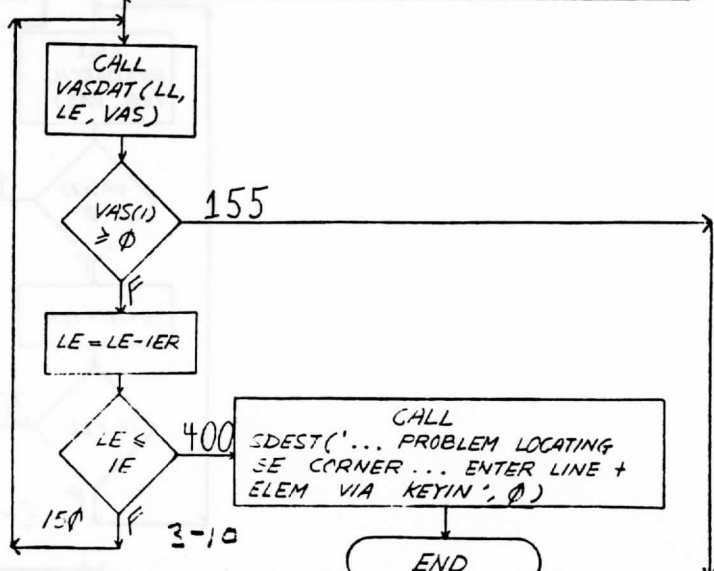 CALL
VASDAT(LL,
LE, VAS)
VAS(1)
≥ Ø
155
F
LE = LE-IER
LE ≤
IE
400
CALL
SDEST('... PROBLEM LOCATING
SE CORNER ... ENTER LINE +
ELEM VIA KEYIN', Ø)
15Ø
F
3-10
END